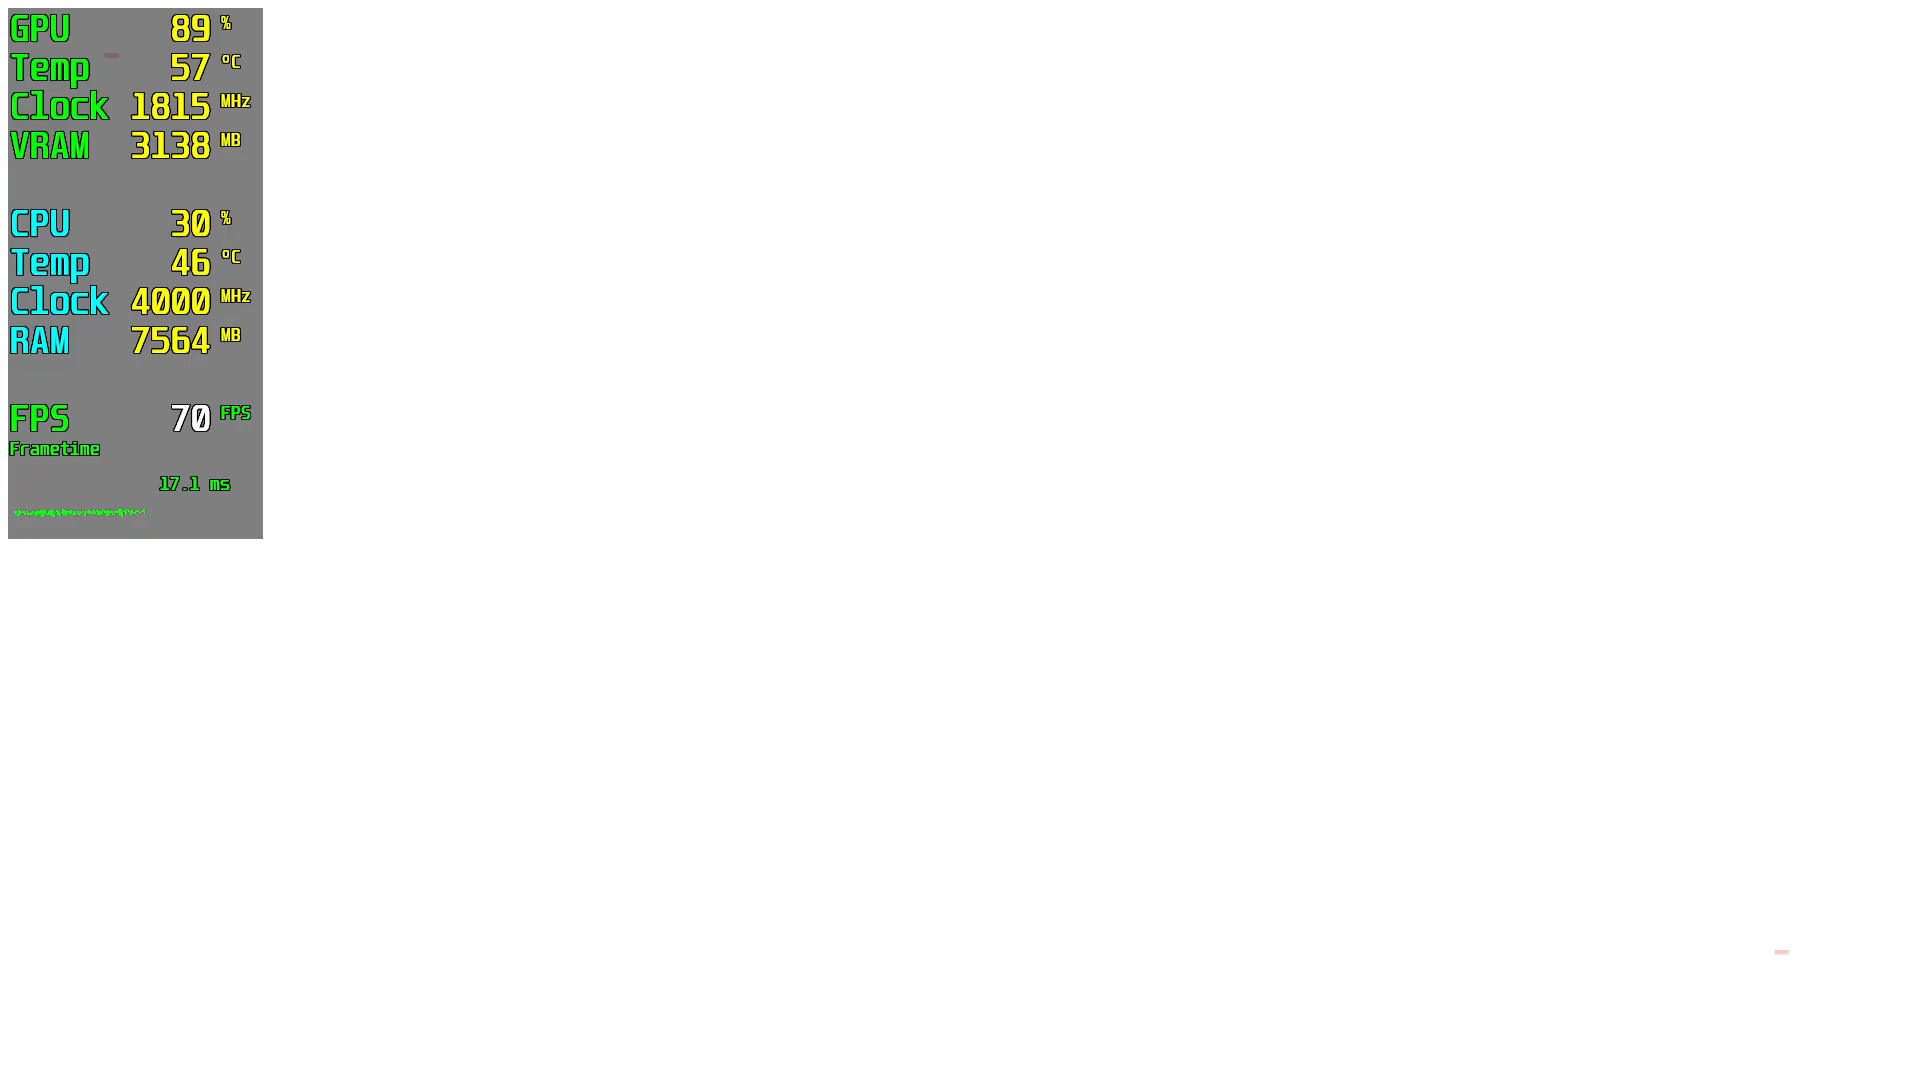 GPU 89 %
Temp 57 °C
Clock 1815 MHz
VRAM 3138 MB
CPU 30 %
Temp 46 °C
Clock 4000 MHz
RAM 7564 MB
FPS 70 FPS
Frametime
17.1 ms